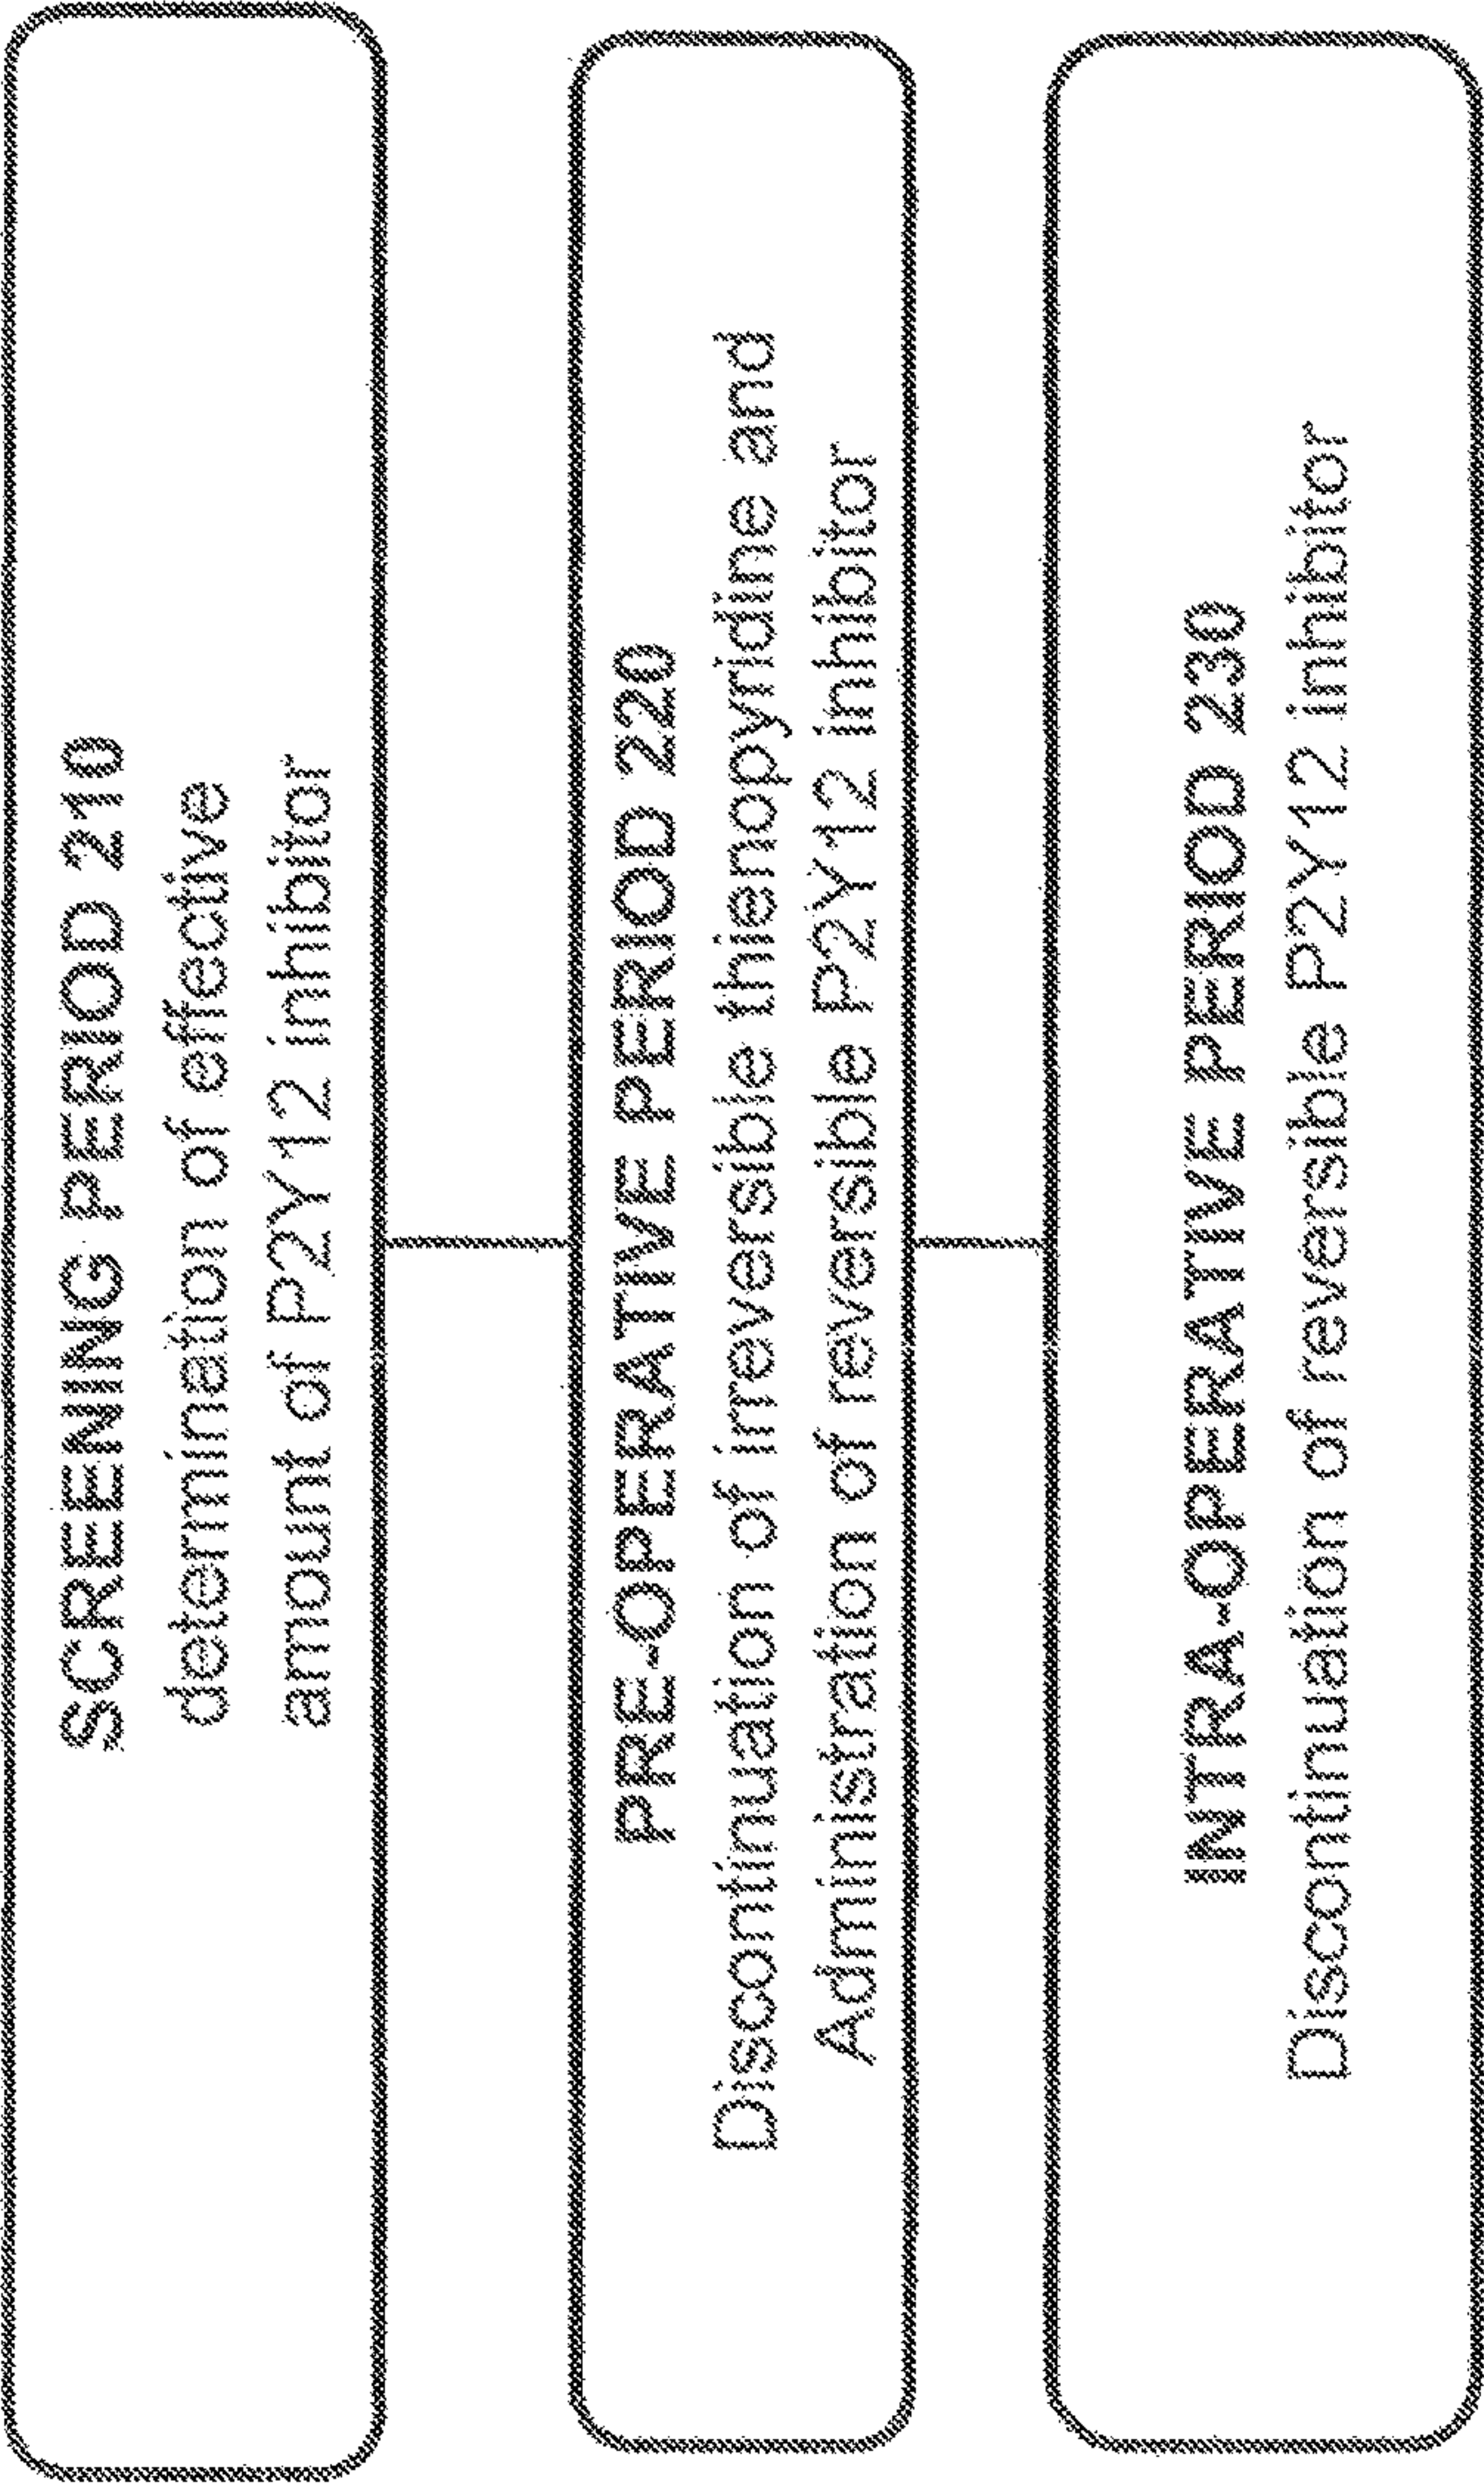 SCREENING PERIOD 210
determination of effective
amount of P2Y12 inhibitor
PRE-OPERATIVE PERIOD 220
Discontinuation of irreversible thienopyridine and
Administration of reversible P2Y12 inhibitor
INTRA-OPERATIVE PERIOD 230
Discontinuation of reversible P2Y12 inhibitor